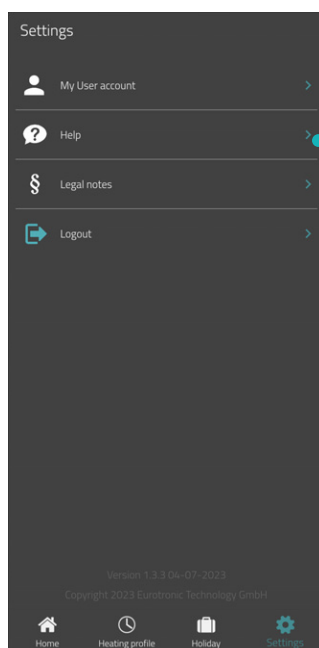 Settings
My User account
Help
§ Legal notes
Logout
Version 1.3.3 04-07-2023
Copyright 2023 Eurotronic Technology GmbH
Home Heating profile Holiday Settings